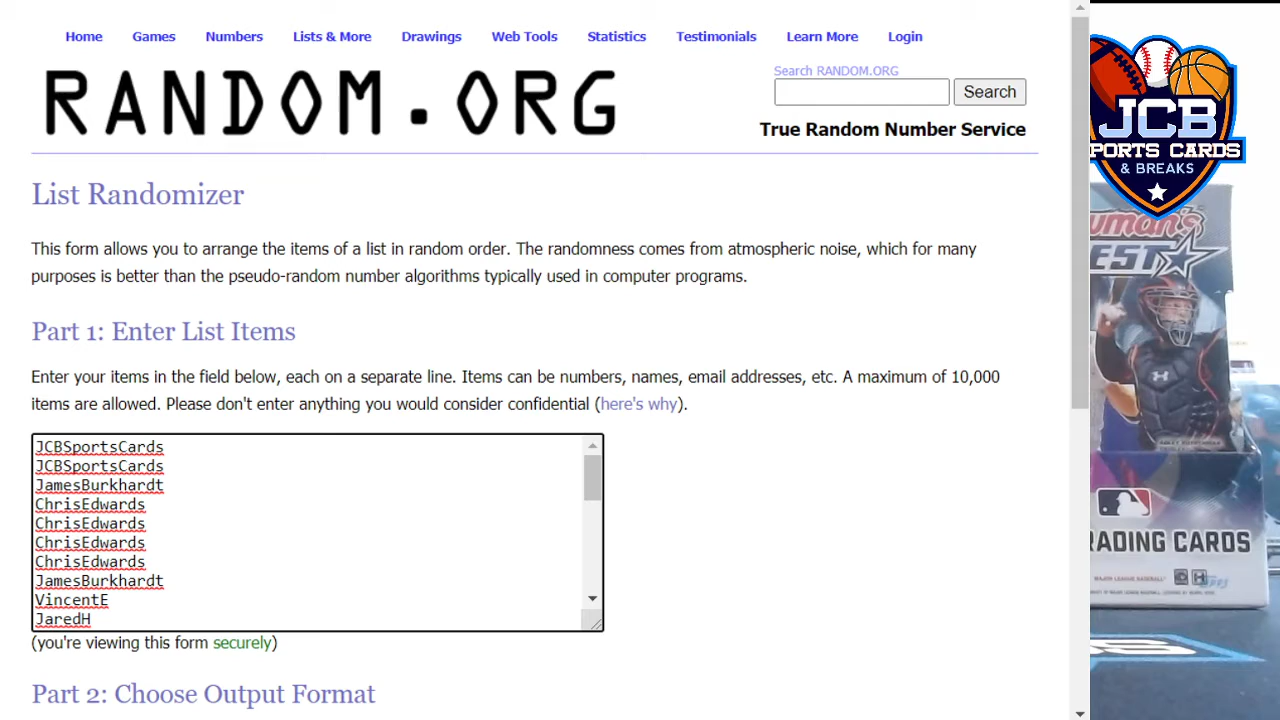 Home Games Numbers Lists & More Drawings Web Tools Statistics Testimonials Learn More Login
RANDOM.ORG
Search RANDOM.ORG
Search
True Random Number Service
List Randomizer
This form allows you to arrange the items of a list in random order. The randomness comes from atmospheric noise, which for many
purposes is better than the pseudo-random number algorithms typically used in computer programs.
Part 1: Enter List Items
Enter your items in the field below, each on a separate line. Items can be numbers, names, email addresses, etc. A maximum of 10,000
items are allowed. Please don't enter anything you would consider confidential (here's why).
JCBSportsCards
JCBSportsCards
JamesBurkhardt
ChrisEdwards
ChrisEdwards
ChrisEdwards
ChrisEdwards
JamesBurkhardt
VincentE
JaredH
(you're viewing this form securely)
Part 2: Choose Output Format
JCB
PORTS CARDS
& BREAKS
wman's
EST
RADING CARDS
topps